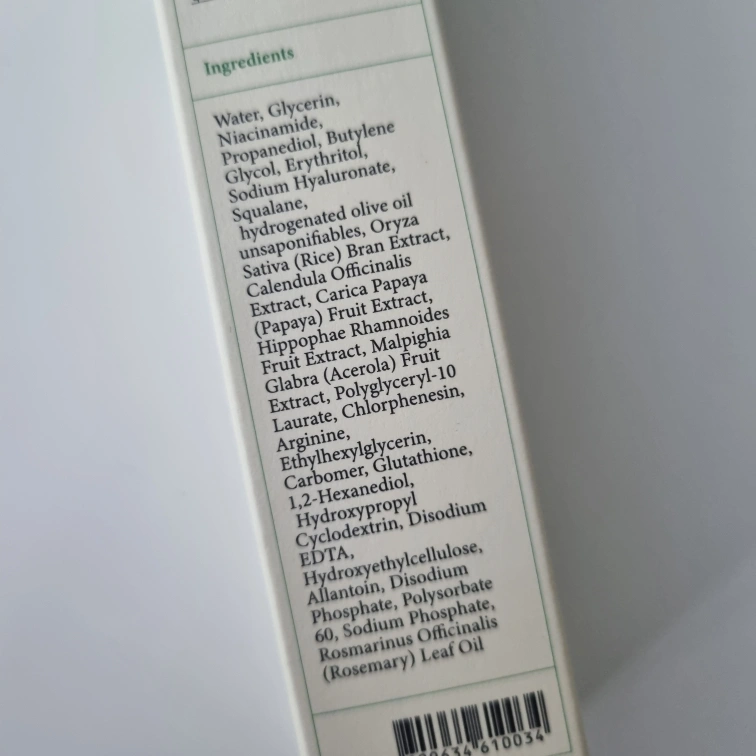 Ingredients
Water, Glycerin,
Niacinamide,
Propanediol, Butylene
Glycol, Erythritol,
Sodium Hyaluronate,
Squalane,
hydrogenated olive oil
unsaponifiables, Oryza
Sativa (Rice) Bran Extract,
Calendula Officinalis
Extract, Carica Papaya
(Papaya) Fruit Extract,
Hippophae Rhamnoides
Fruit Extract, Malpighia
Glabra (Acerola) Fruit
Extract, Polyglyceryl-10
Laurate, Chlorphenesin,
Arginine,
Ethylhexylglycerin,
Carbomer, Glutathione,
1,2-Hexanediol,
Hydroxypropyl
Cyclodextrin, Disodium
EDTA,
Hydroxyethylcellulose,
Allantoin, Disodium
Phosphate, Polysorbate
60, Sodium Phosphate,
Rosmarinus Officinalis
(Rosemary) Leaf Oil